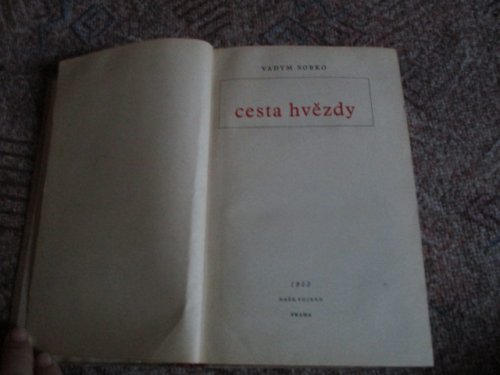 VADYM SOBKO
cesta hvězdy
NAŠE VOJSKO
PRAHA